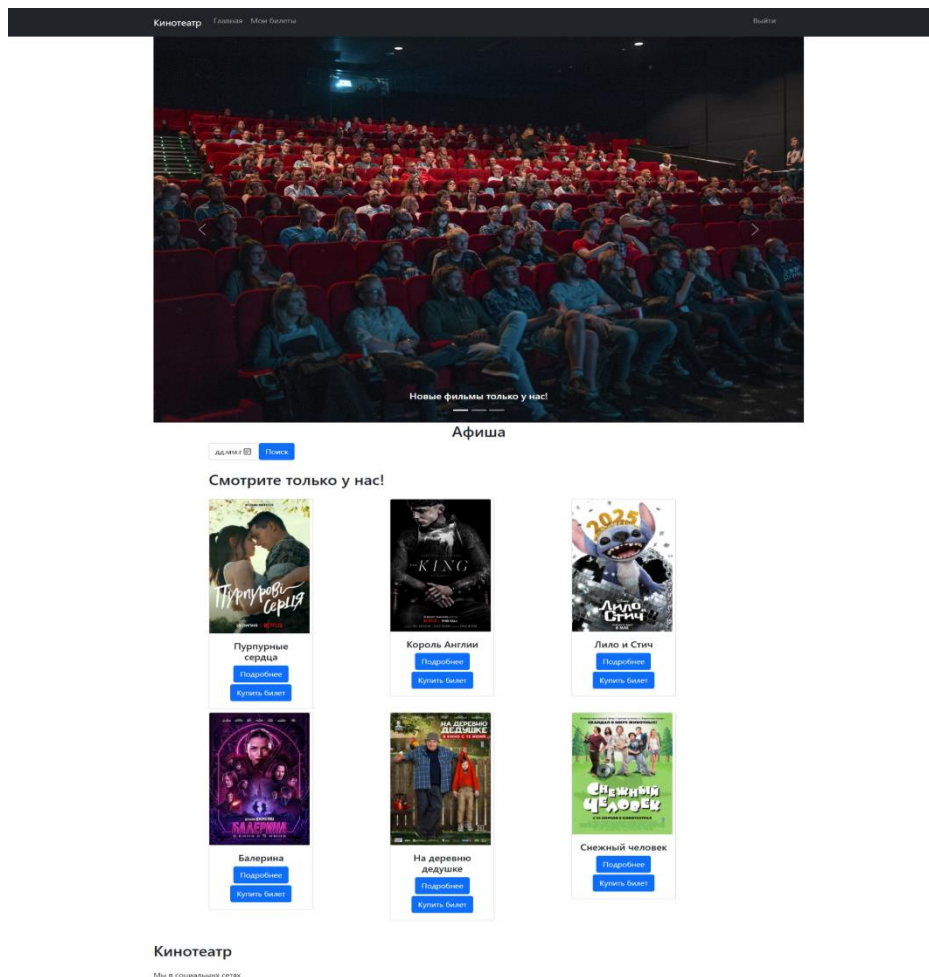 Кинотеатр Главная Мои билеты Выйти
Новые фильмы только у нас!
Афиша
дд.мм.г Поиск
Смотрите только у нас!
Пурпурові серця
THE KING
2025
Лило и Стич
Пурпурные
сердца
Подробнее
Купить билет
Король Англии
Подробнее
Купить билет
Лило и Стич
Подробнее
Купить билет
БАЛЕРИНА
НА ДЕРЕВНЮ
ДЕДУШКЕ
СНЕЖНЫЙ
ЧЕЛОВЕК
Балерина
Подробнее
Купить билет
На деревню
дедушке
Подробнее
Купить билет
Снежный человек
Подробнее
Купить билет
Кинотеатр
Мы в социальных сетях